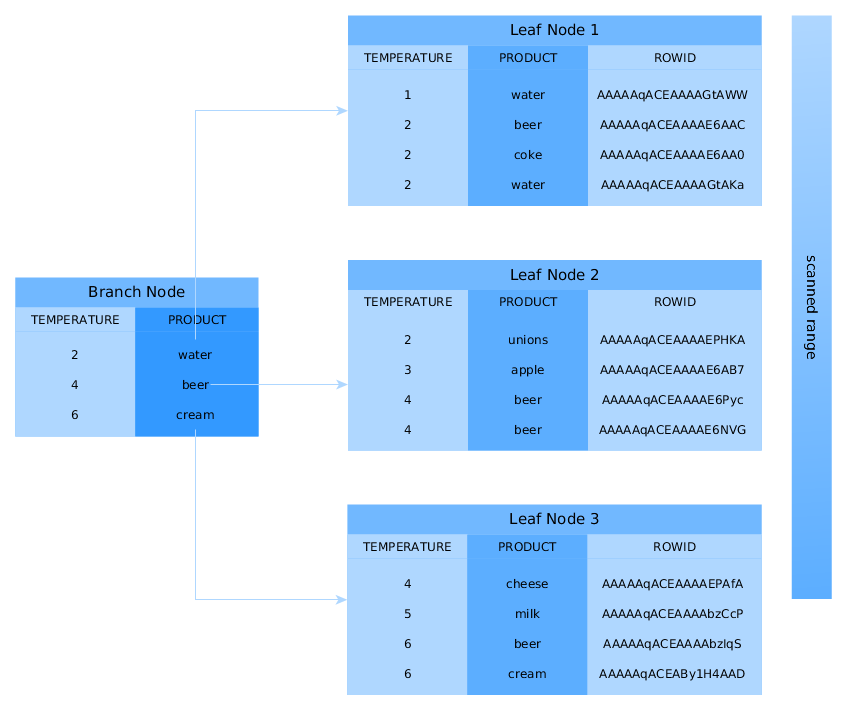 Leaf Node 1
TEMPERATURE PRODUCT ROWID
1 water AAAAAqACEAAAAGtAWW
2 beer AAAAAqACEAAAAE6AAC
2 coke AAAAAqACEAAAAE6AA0
2 water AAAAAqACEAAAAGtAKa
Branch Node
TEMPERATURE PRODUCT
2 water
4 beer
6 cream
Leaf Node 2
TEMPERATURE PRODUCT ROWID
2 unions AAAAAqACEAAAAEPHKA
3 apple AAAAAqACEAAAAE6AB7
4 beer AAAAAqACEAAAAE6Pyc
4 beer AAAAAqACEAAAAE6NVG
Leaf Node 3
TEMPERATURE PRODUCT ROWID
4 cheese AAAAAqACEAAAAEPAfA
5 milk AAAAAqACEAAAAbzCcP
6 beer AAAAAqACEAAAAbzIqS
6 cream AAAAAqACEABy1H4AAD
scanned range